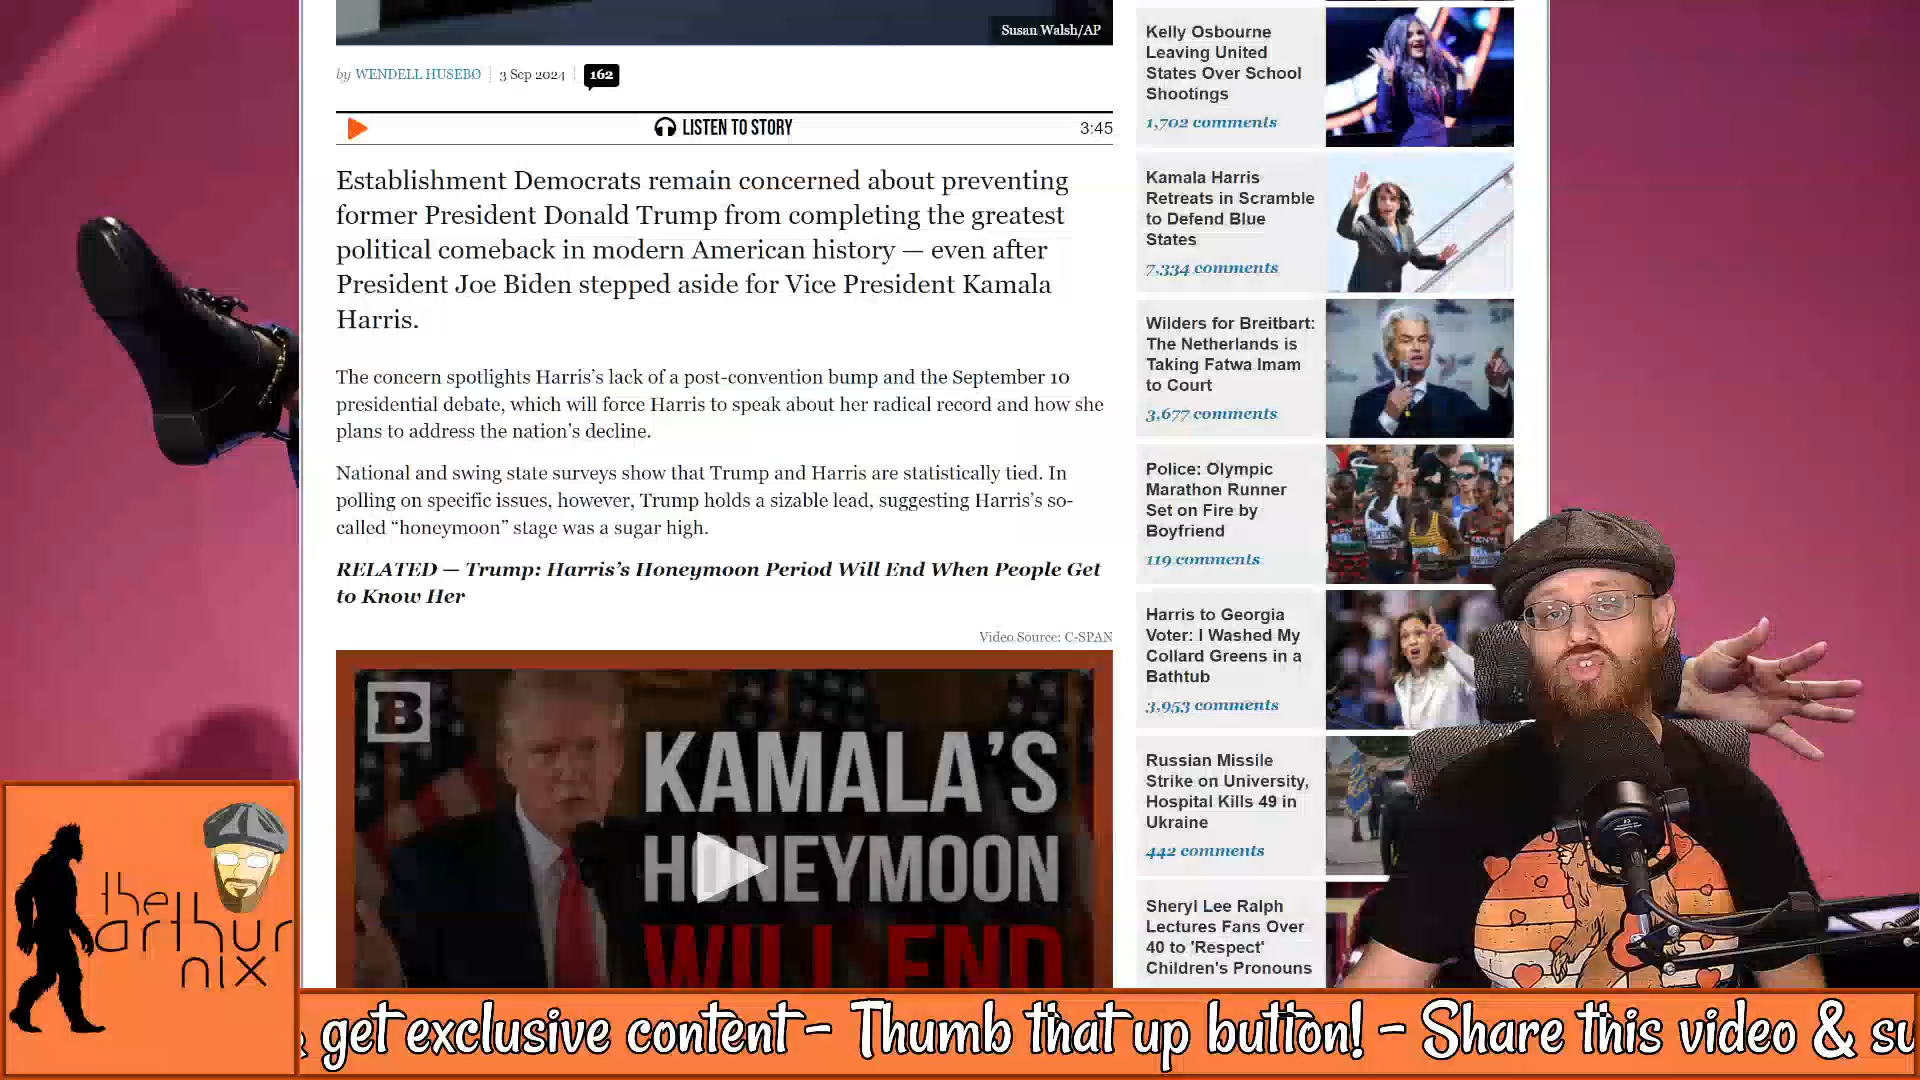 Susan Walsh/AP
by WENDELL HUSEBØ 3 Sep 2024 162
LISTEN TO STORY 3:45
Establishment Democrats remain concerned about preventing
former President Donald Trump from completing the greatest
political comeback in modern American history — even after
President Joe Biden stepped aside for Vice President Kamala
Harris.
The concern spotlights Harris's lack of a post-convention bump and the September 10
presidential debate, which will force Harris to speak about her radical record and how she
plans to address the nation's decline.
National and swing state surveys show that Trump and Harris are statistically tied. In
polling on specific issues, however, Trump holds a sizable lead, suggesting Harris's so-
called “honeymoon” stage was a sugar high.
RELATED — Trump: Harris's Honeymoon Period Will End When People Get
to Know Her
Video Source: C-SPAN
B
KAMALA'S
HONEYMOON
WILL END
Kelly Osbourne
Leaving United
States Over School
Shootings
1,702 comments
Kamala Harris
Retreats in Scramble
to Defend Blue
States
7,334 comments
Wilders for Breitbart:
The Netherlands is
Taking Fatwa Imam
to Court
3,677 comments
Police: Olympic
Marathon Runner
Set on Fire by
Boyfriend
119 comments
Harris to Georgia
Voter: I Washed My
Collard Greens in a
Bathtub
3,953 comments
Russian Missile
Strike on University,
Hospital Kills 49 in
Ukraine
442 comments
Sheryl Lee Ralph
Lectures Fans Over
40 to 'Respect'
Children's Pronouns
the
arthur
nix
& get exclusive content - Thumb that up button! - Share this video & su